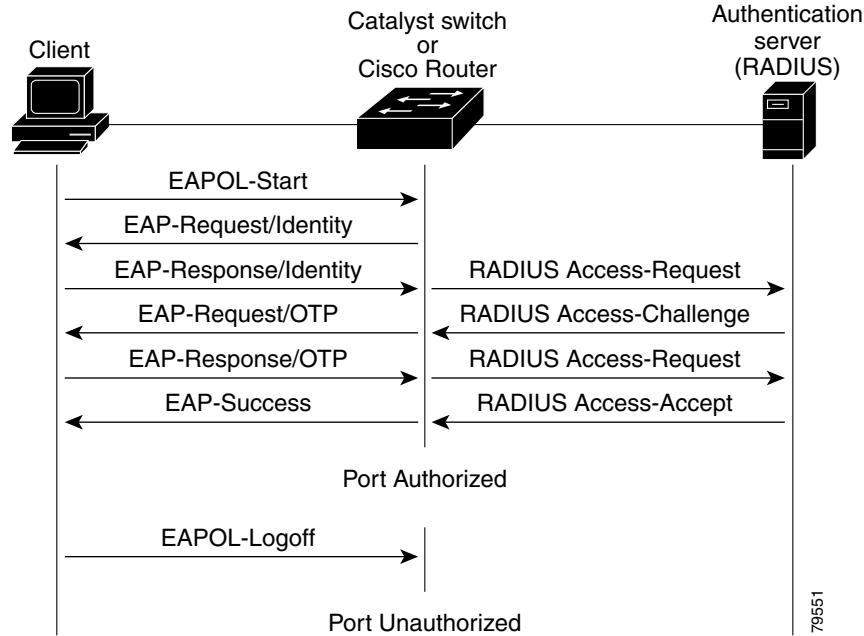 Client
Catalyst switch
or
Cisco Router
Authentication
server
(RADIUS)
EAPOL-Start
EAP-Request/Identity
EAP-Response/Identity
RADIUS Access-Request
EAP-Request/OTP
RADIUS Access-Challenge
EAP-Response/OTP
RADIUS Access-Request
EAP-Success
RADIUS Access-Accept
Port Authorized
EAPOL-Logoff
Port Unauthorized
79551